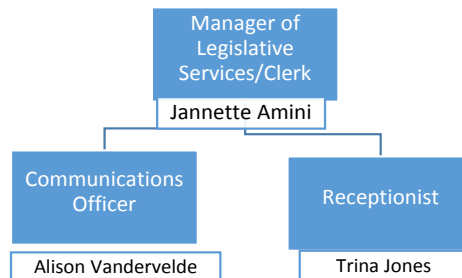 Manager of
Legislative
Services/Clerk
Jannette Amini
Communications
Officer
Receptionist
Alison Vandervelde
Trina Jones